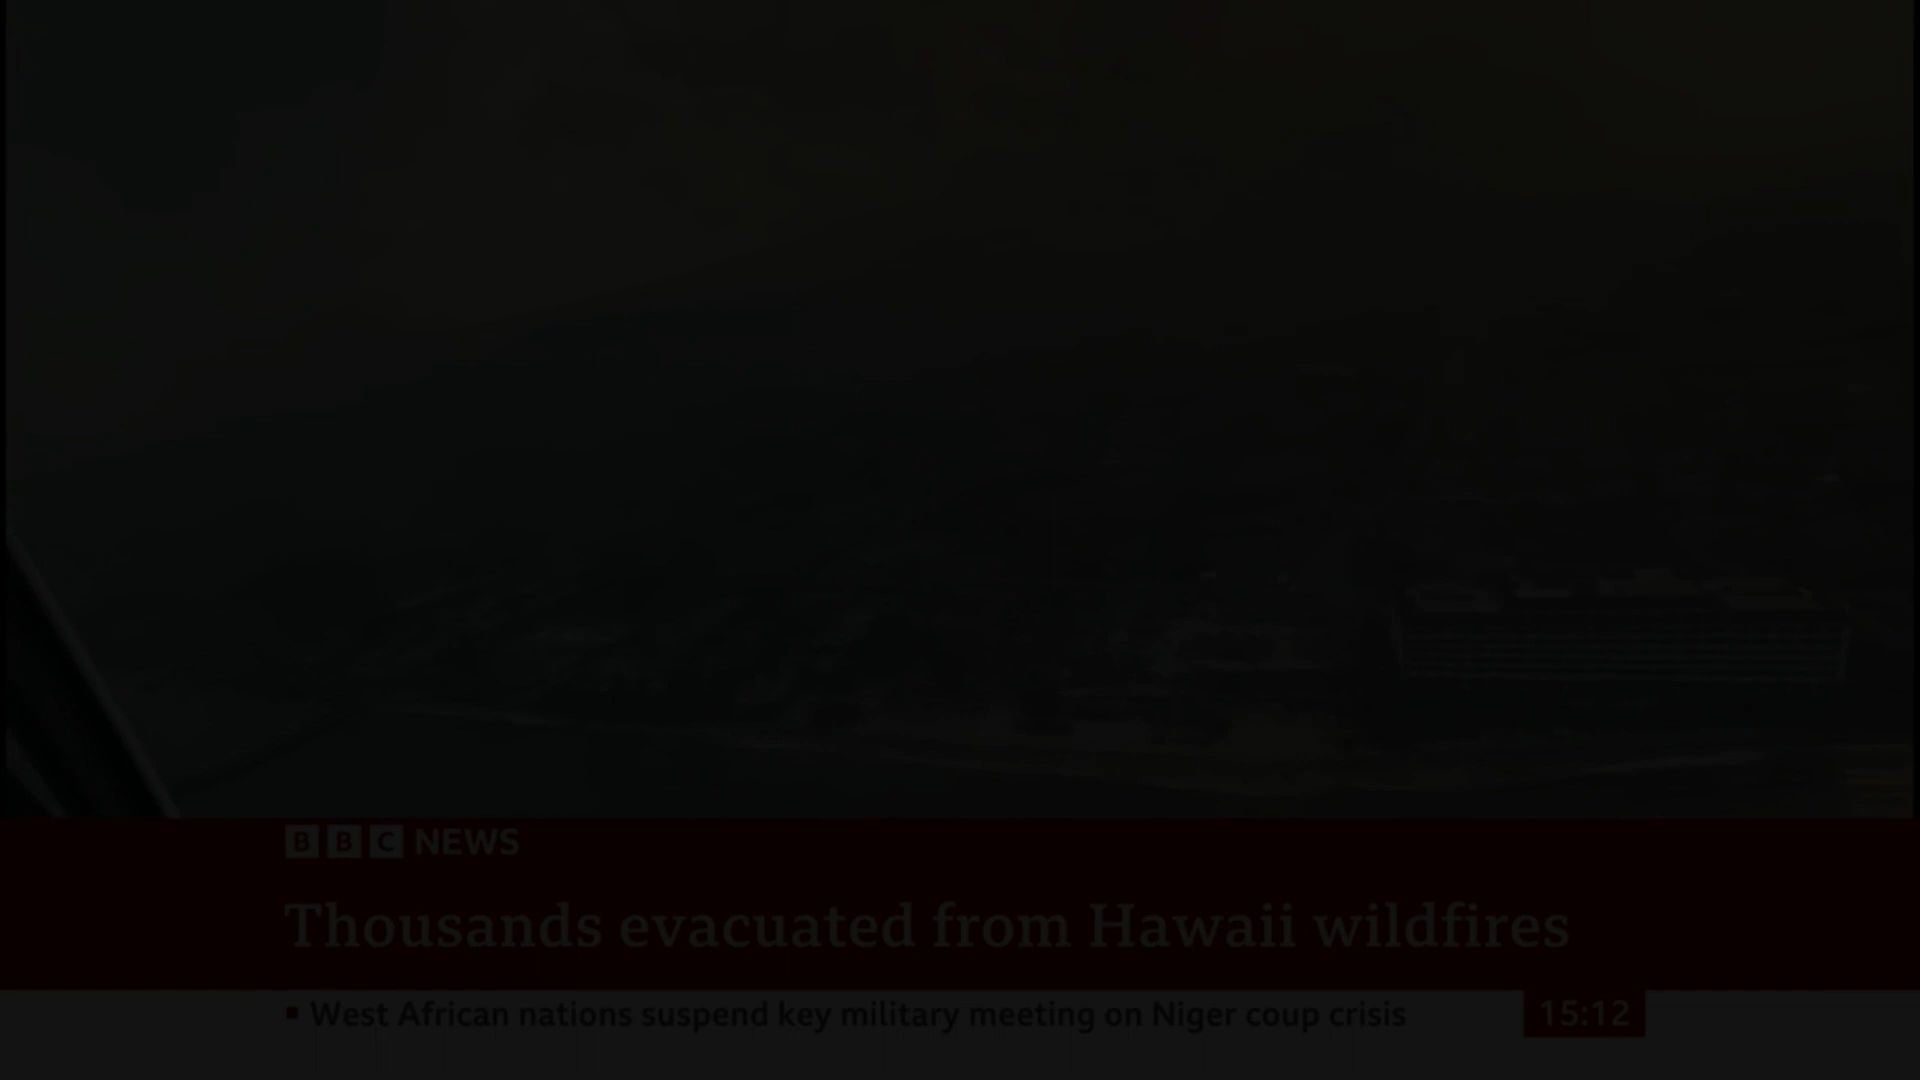 BBC NEWS
Thousands evacuated from Hawaii wildfires
West African nations suspend key military meeting on Niger coup crisis
15:12